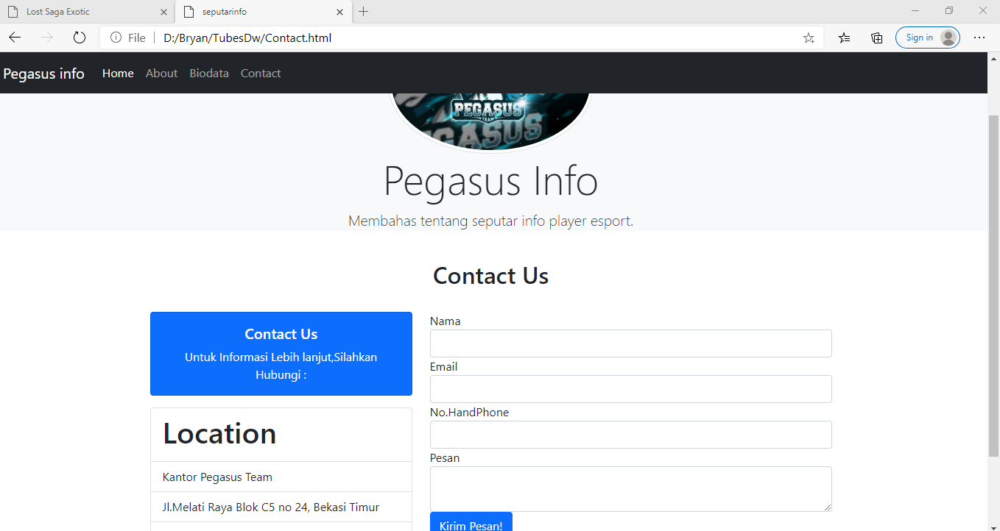 Lost Saga Exotic
seputarinfo
File
D:/Bryan/TubesDw/Contact.html
Sign in
Pegasus info
Home
About
Biodata
Contact
PEGASUS
TEAM
GASUS
Pegasus Info
Membahas tentang seputar info player esport.
Contact Us
Contact Us
Untuk Informasi Lebih lanjut,Silahkan
Hubungi :
Location
Kantor Pegasus Team
Jl.Melati Raya Blok C5 no 24, Bekasi Timur
Nama
Email
No.HandPhone
Pesan
Kirim Pesan!